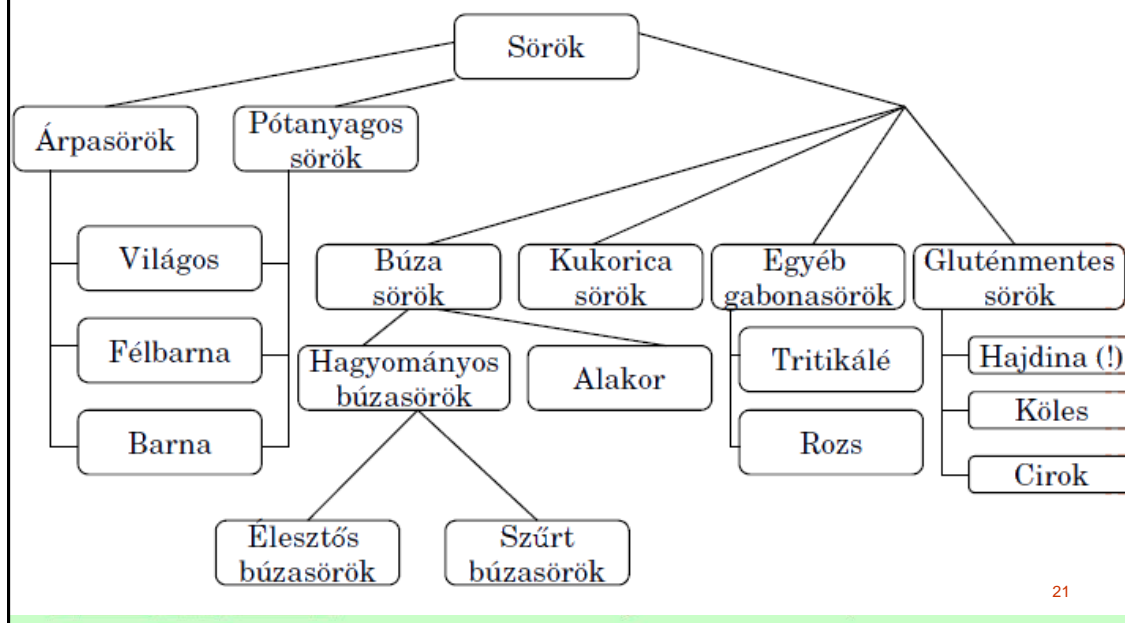 Sörök
Árpasörök
Pótanyagos
sörök
Világos
Félbarna
Barna
Búza
sörök
Kukorica
sörök
Egyéb
gabonasörök
Gluténmentes
sörök
Hagyományos
búzasörök
Alakor
Tritikálé
Rozs
Hajdina (!)
Köles
Cirok
Élesztős
búzasörök
Szűrt
búzasörök
21